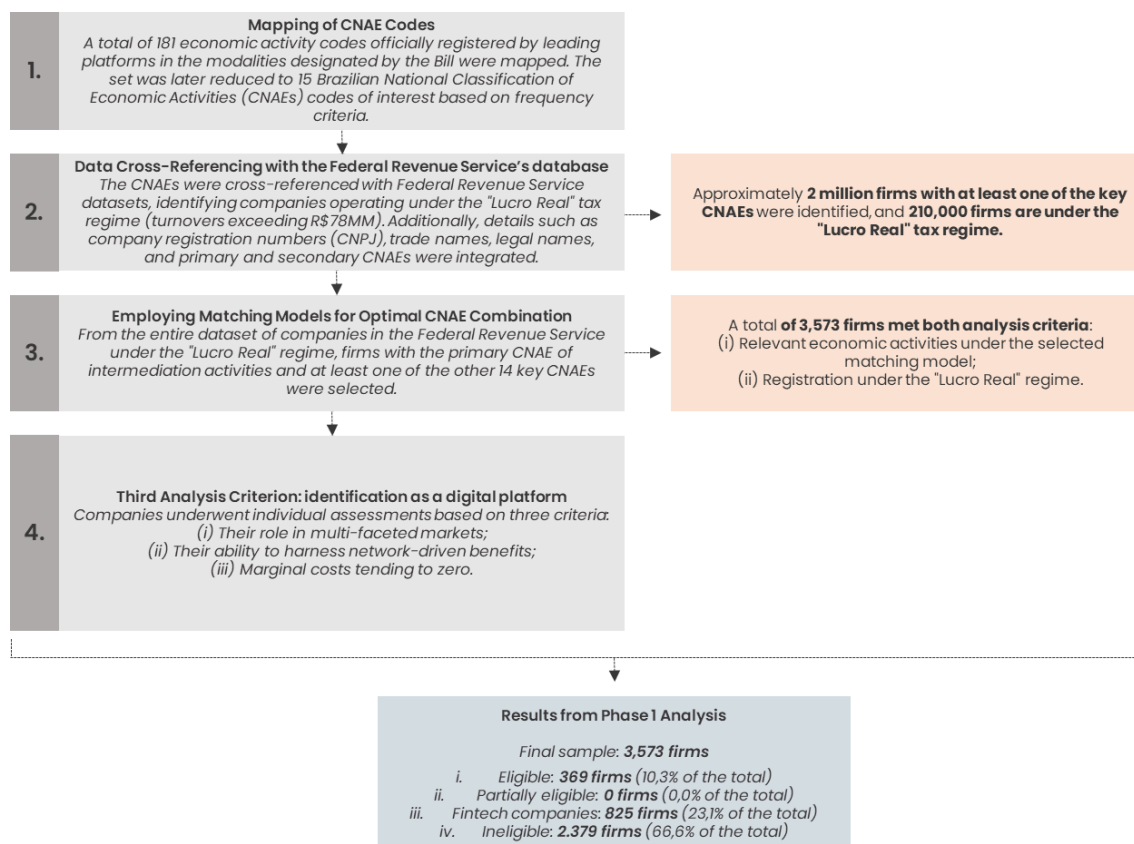 1.
Mapping of CNAE Codes
A total of 181 economic activity codes officially registered by leading
platforms in the modalities designated by the Bill were mapped. The
set was later reduced to 15 Brazilian National Classification of
Economic Activities (CNAEs) codes of interest based on frequency
criteria.
2.
Data Cross-Referencing with the Federal Revenue Service's database
The CNAEs were cross-referenced with Federal Revenue Service
datasets, identifying companies operating under the "Lucro Real" tax
regime (turnovers exceeding R$78MM). Additionally, details such as
company registration numbers (CNPJ), trade names, legal names,
and primary and secondary CNAEs were integrated.
Approximately 2 million firms with at least one of the key
CNAEs were identified, and 210,000 firms are under the
"Lucro Real" tax regime.
3.
Employing Matching Models for Optimal CNAE Combination
From the entire dataset of companies in the Federal Revenue Service
under the "Lucro Real" regime, firms with the primary CNAE of
intermediation activities and at least one of the other 14 key CNAEs
were selected.
A total of 3,573 firms met both analysis criteria:
(i) Relevant economic activities under the selected
matching model;
(ii) Registration under the "Lucro Real" regime.
4.
Third Analysis Criterion: identification as a digital platform
Companies underwent individual assessments based on three criteria:
(i) Their role in multi-faceted markets;
(ii) Their ability to harness network-driven benefits;
(iii) Marginal costs tending to zero.
Results from Phase 1 Analysis
Final sample: 3,573 firms
i. Eligible: 369 firms (10,3% of the total)
ii. Partially eligible: 0 firms (0,0% of the total)
iii. Fintech companies: 825 firms (23,1% of the total)
iv. Ineligible: 2.379 firms (66,6% of the total)